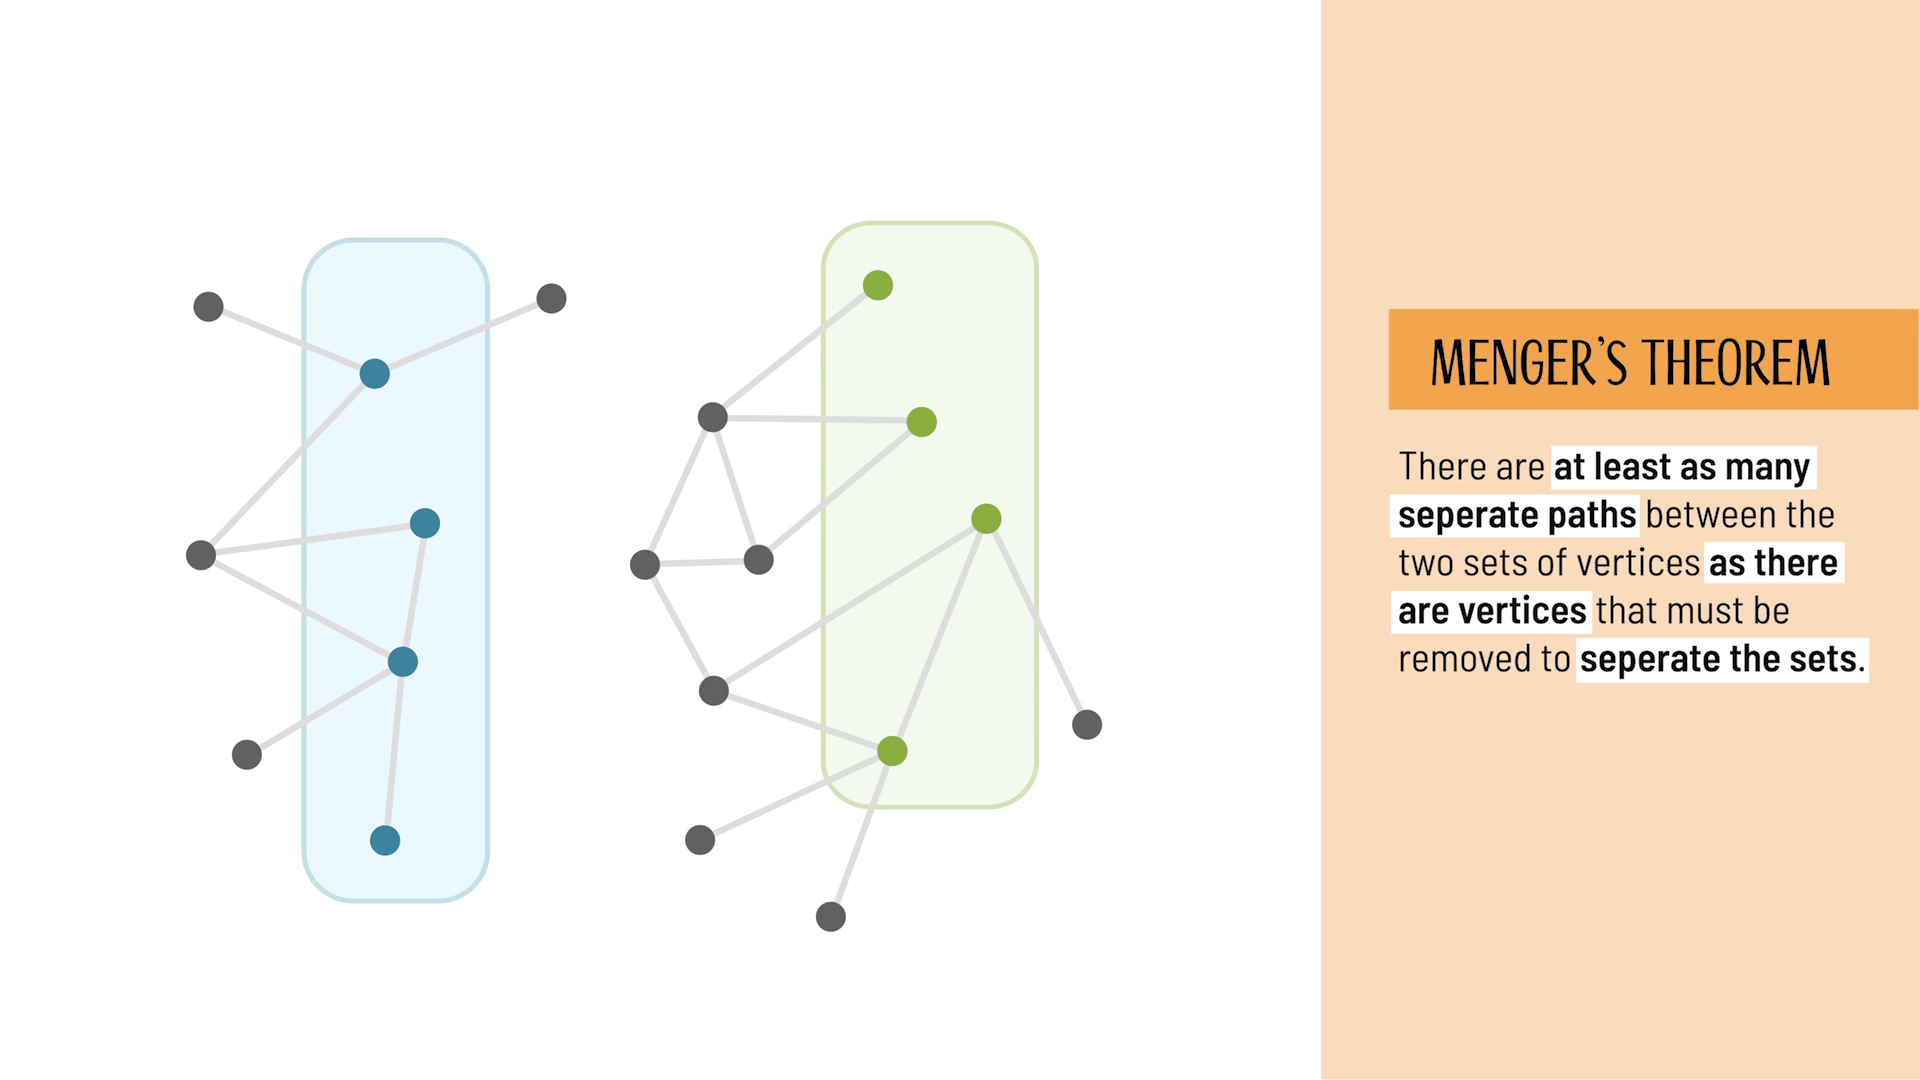 MENGER'S THEOREM
There are at least as many
seperate paths between the
two sets of vertices as there
are vertices that must be
removed to seperate the sets.